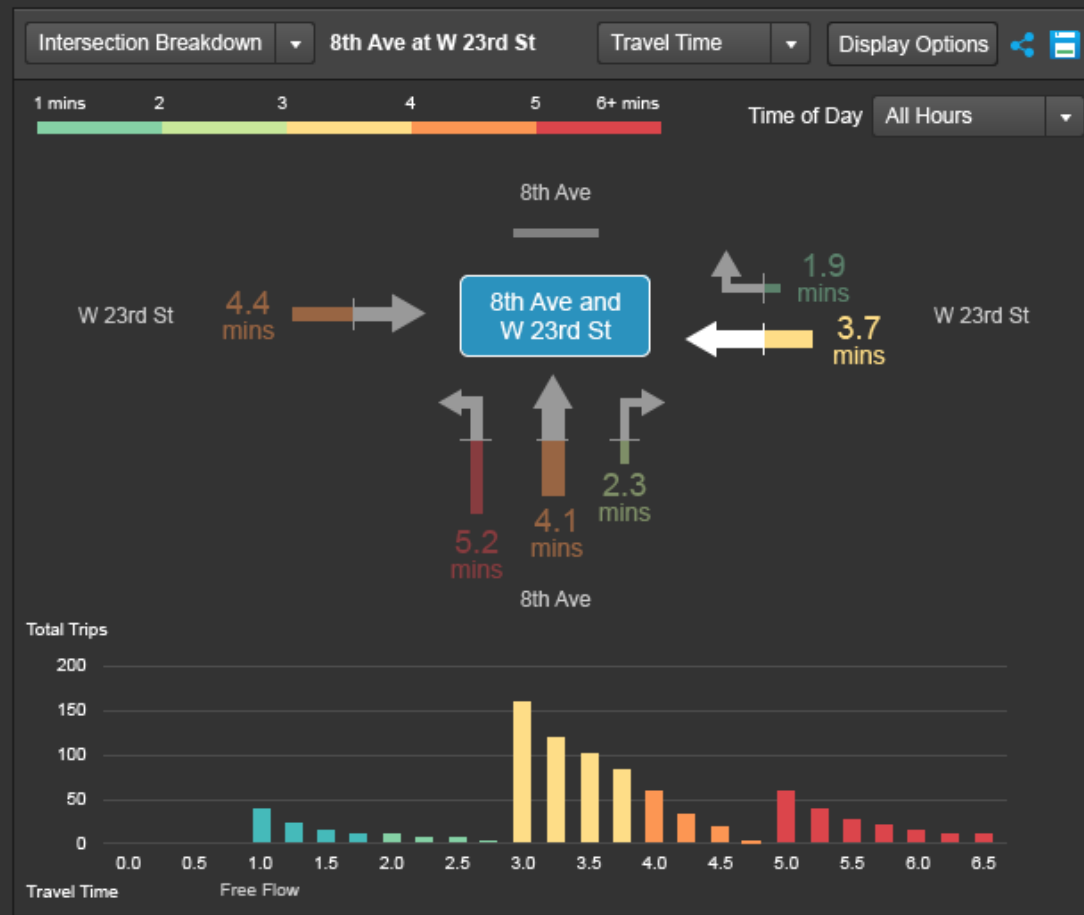 Intersection Breakdown
8th Ave at W 23rd St
Travel Time
Display Options
1 mins 2 3 4 5 6+ mins
Time of Day
All Hours
8th Ave
W 23rd St
4.4
mins
8th Ave and
W 23rd St
1.9
mins
3.7
mins
W 23rd St
5.2
mins
4.1
mins
2.3
mins
8th Ave
Total Trips
200
150
100
50
0
0.0 0.5 1.0 1.5 2.0 2.5 3.0 3.5 4.0 4.5 5.0 5.5 6.0 6.5
Travel Time
Free Flow